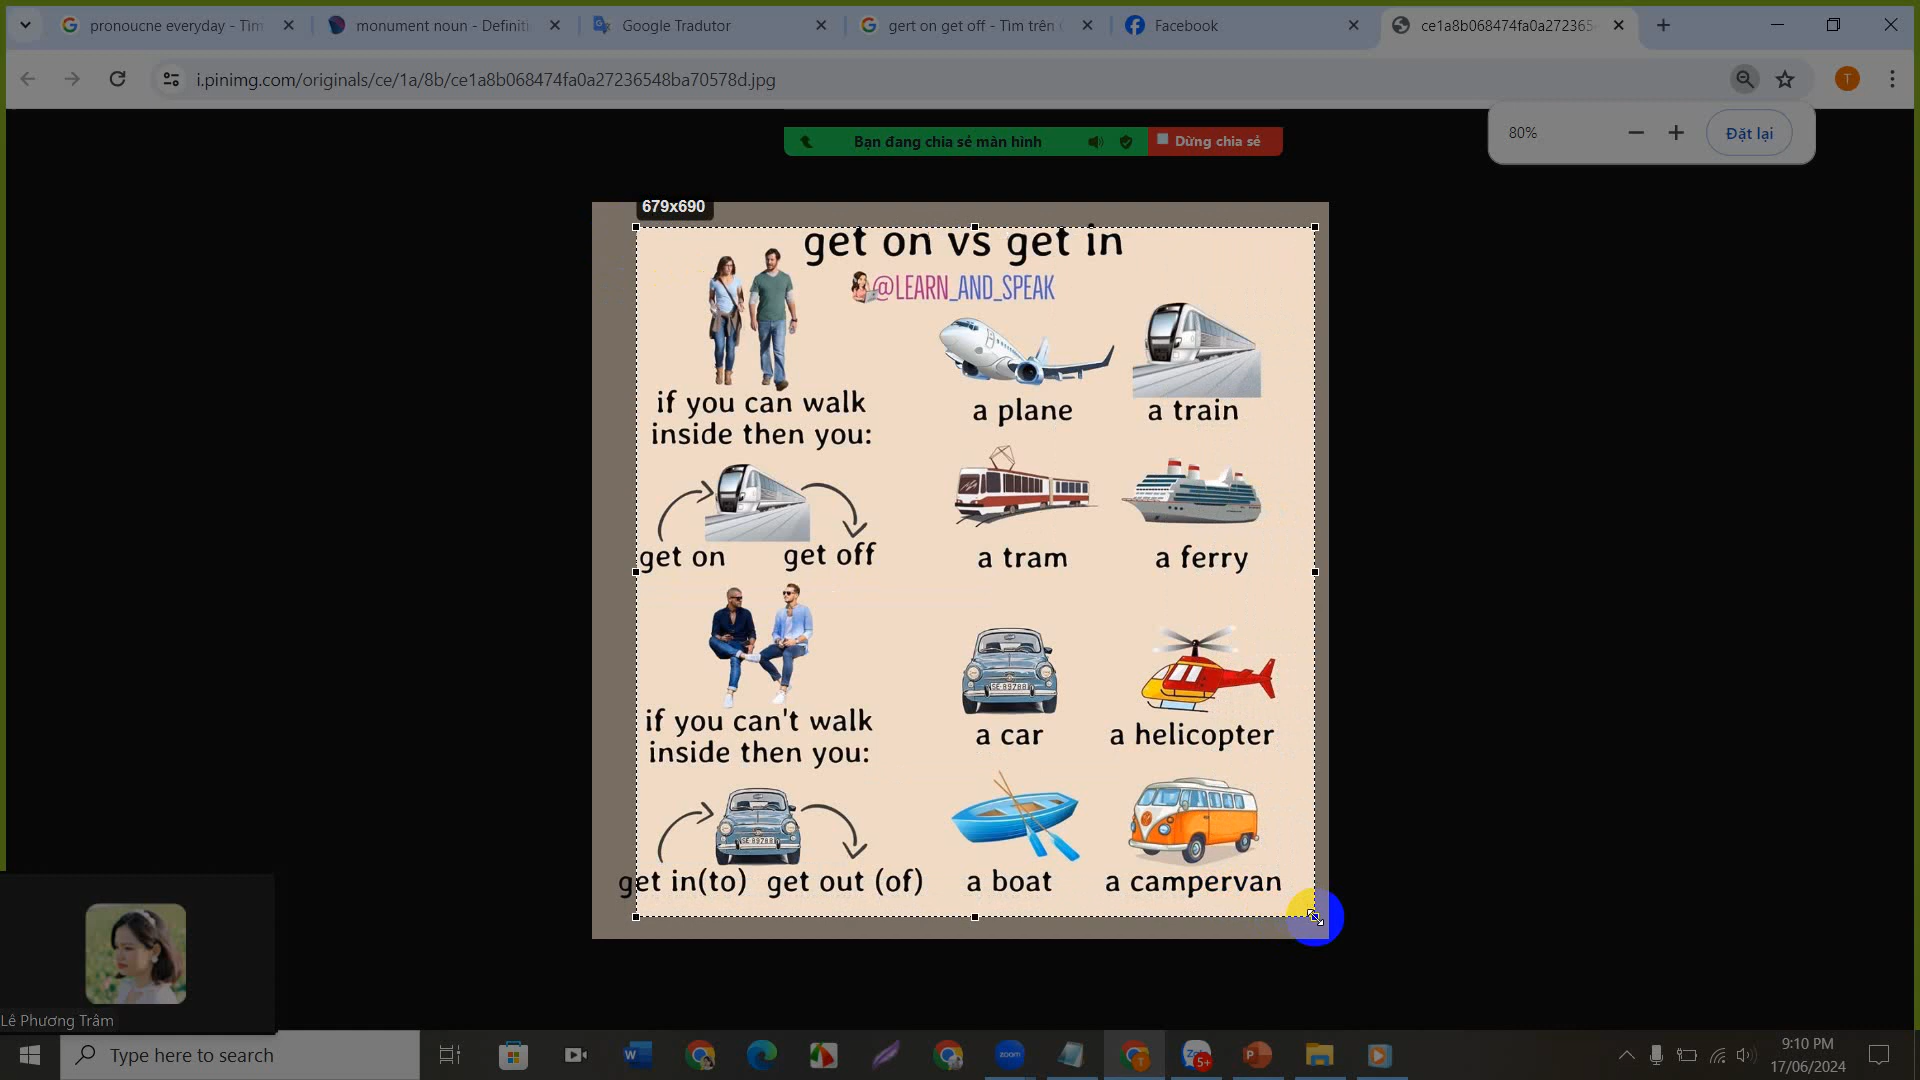 pronoucne everyday - Tìm
monument noun - Definiti
Google Tradutor
gert on get off - Tìm trên
Facebook
ce1a8b068474fa0a272365
i.pinimg.com/originals/ce/1a/8b/ce1a8b068474fa0a27236548ba70578d.jpg
T
80%
Đặt lại
Bạn đang chia sẻ màn hình
Dừng chia sẻ
679x690
get on vs get in
@LEARN_AND_SPEAK
if you can walk
inside then you:
a plane
a train
get on
get off
a tram
a ferry
if you can't walk
inside then you:
a car
a helicopter
get in(to)
get out (of)
a boat
a campervan
Lê Phương Trâm
Type here to search
zoom
5+
9:10 PM
17/06/2024